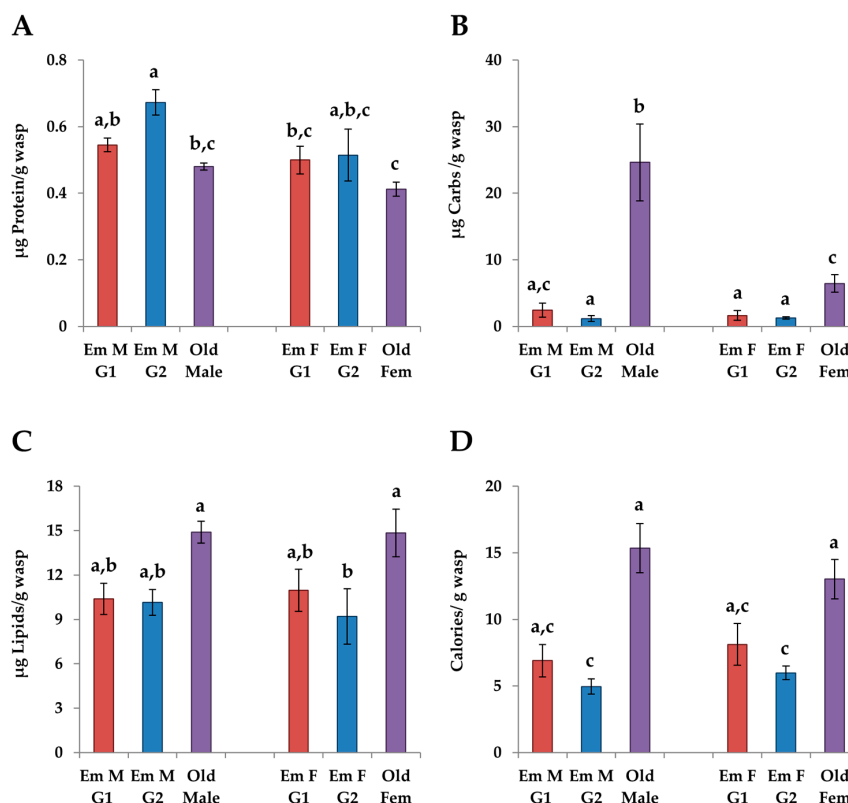 A
µg Protein/g wasp
0.8
0.6
0.4
0.2
0
a,b
a
b,c
b,c
a,b,c
c
Em M Em M Old Em F Em F Old
G1 G2 Male G1 G2 Fem
B
µg Carbs /g wasp
40
30
20
10
0
a,c
a
b
a
a
c
Em M Em M Old Em F Em F Old
G1 G2 Male G1 G2 Fem
C
µg Lipids/g wasp
18
15
12
9
6
3
0
a,b
a,b
a
a,b
b
a
Em M Em M Old Em F Em F Old
G1 G2 Male G1 G2 Fem
D
Calories/ g wasp
20
15
10
5
0
a,c
c
a
a,c
c
a
Em M Em M Old Em F Em F Old
G1 G2 Male G1 G2 Fem